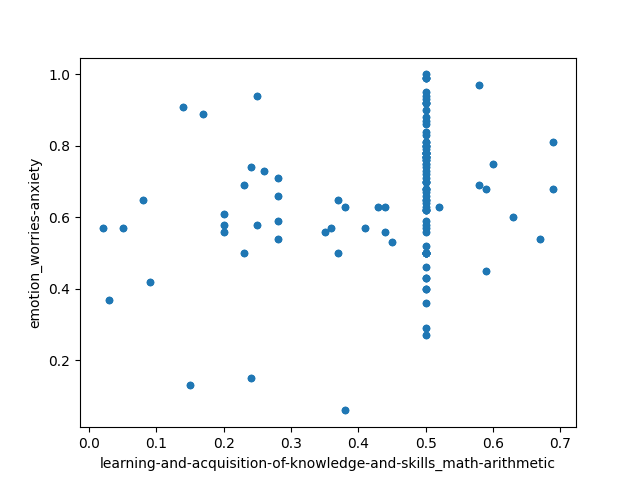 1.0
0.8
0.6
0.4
0.2
emotion_worries-anxiety
0.0 0.1 0.2 0.3 0.4 0.5 0.6 0.7
learning-and-acquisition-of-knowledge-and-skills_math-arithmetic